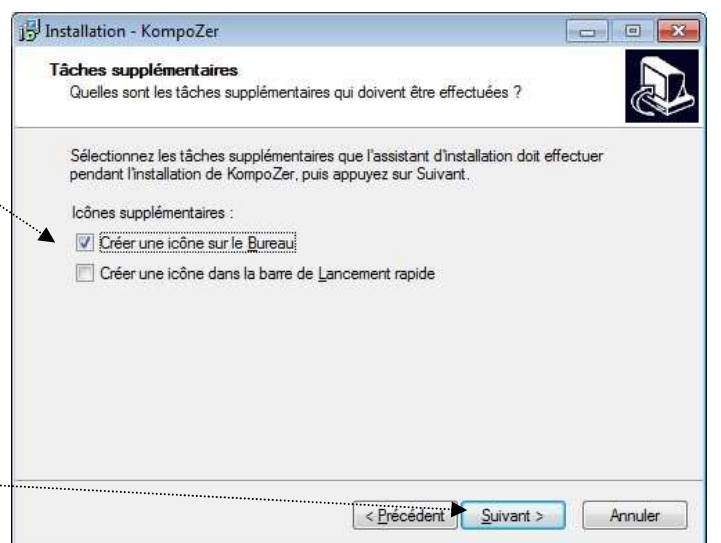 Installation - KompoZer
Tâches supplémentaires
Quelles sont les tâches supplémentaires qui doivent être effectuées ?
Sélectionnez les tâches supplémentaires que l'assistant d'installation doit effectuer
pendant l'installation de KompoZer, puis appuyez sur Suivant.
Icônes supplémentaires :
Créer une icône sur le Bureau
Créer une icône dans la barre de Lancement rapide
< Précédent Suivant > Annuler